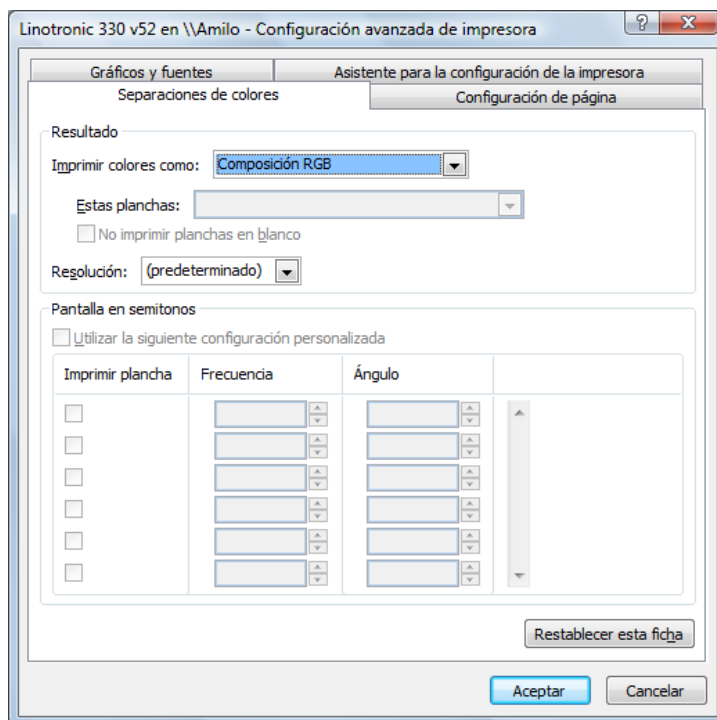 Linotronic 330 v52 en \\Amilo - Configuración avanzada de impresora
Gráficos y fuentes
Asistente para la configuración de la impresora
Separaciones de colores
Configuración de página
Resultado
Imprimir colores como: Composición RGB
Estas planchas:
No imprimir planchas en blanco
Resolución: (predeterminado)
Pantalla en semitonos
Utilizar la siguiente configuración personalizada
Imprimir plancha Frecuencia Ángulo
Restablecer esta ficha
Aceptar Cancelar